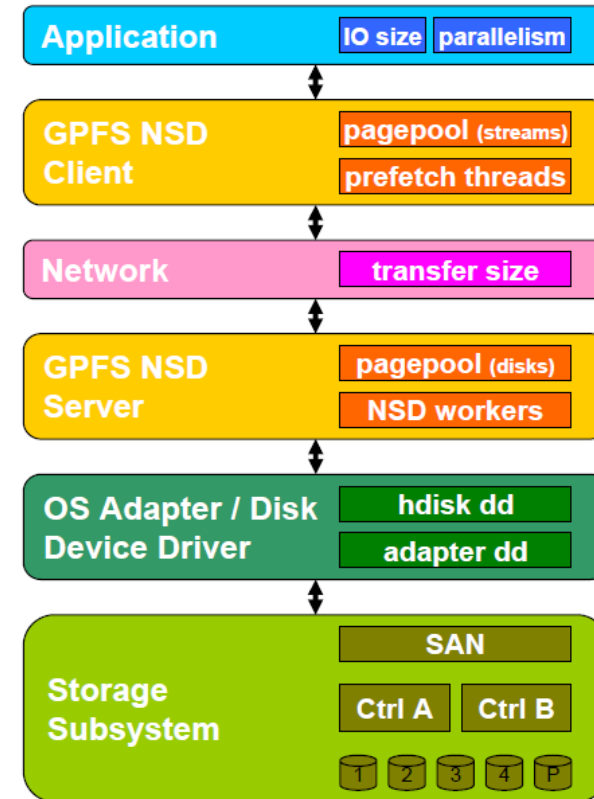 Application
IO size
parallelism
GPFS NSD
Client
pagepool (streams)
prefetch threads
Network
transfer size
GPFS NSD
Server
pagepool (disks)
NSD workers
OS Adapter / Disk
Device Driver
hdisk dd
adapter dd
Storage
Subsystem
SAN
Ctrl A
Ctrl B
1
2
3
4
P